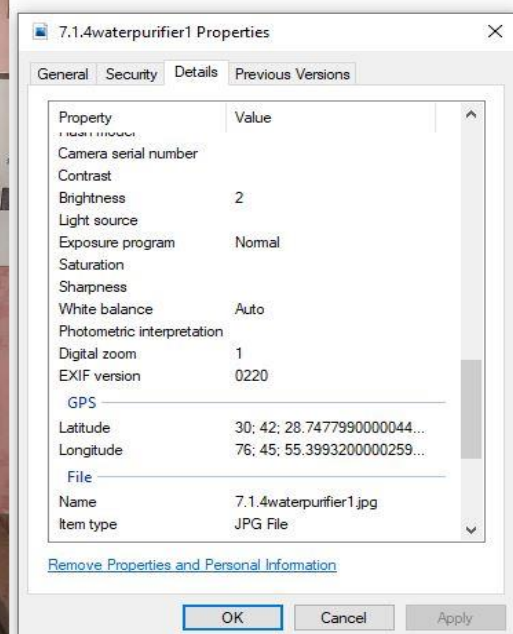 7.1.4waterpurifier1 Properties
General Security Details Previous Versions
Property Value
Camera serial number
Contrast
Brightness 2
Light source
Exposure program Normal
Saturation
Sharpness
White balance Auto
Photometric interpretation
Digital zoom 1
EXIF version 0220
GPS
Latitude 30; 42; 28.7477990000044...
Longitude 76; 45; 55.3993200000259...
File
Name 7.1.4waterpurifier1.jpg
Item type JPG File
Remove Properties and Personal Information
OK Cancel Apply